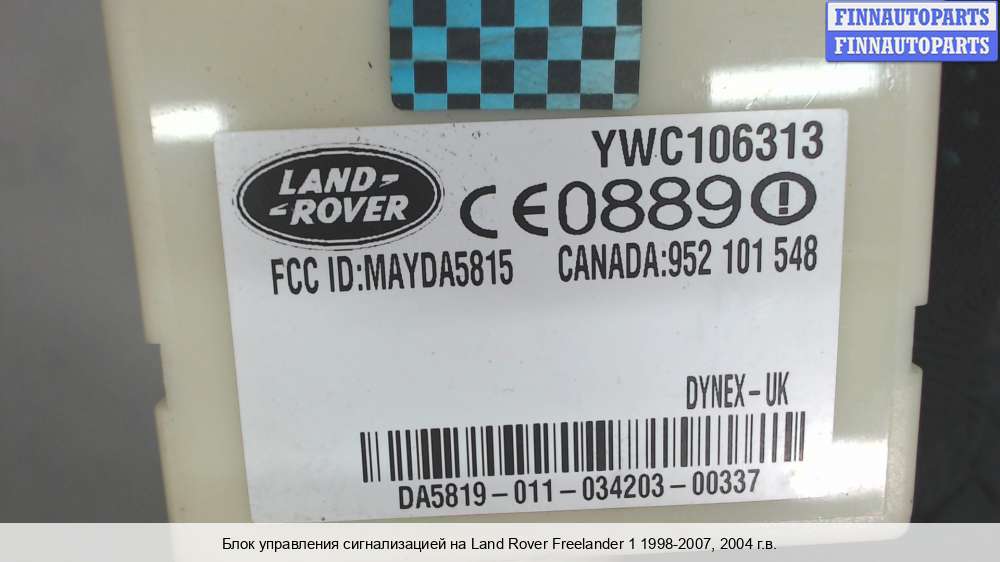 FINNAUTOPARTS
FINNAUTOPARTS
YWC106313
LAND-
-ROVER
CE0889
FCC ID:MAYDA5815 CANADA:952 101 548
DYNEX-UK
DA5819-011-034203-00337
Блок управления сигнализацией на Land Rover Freelander 1 1998-2007, 2004 г.в.